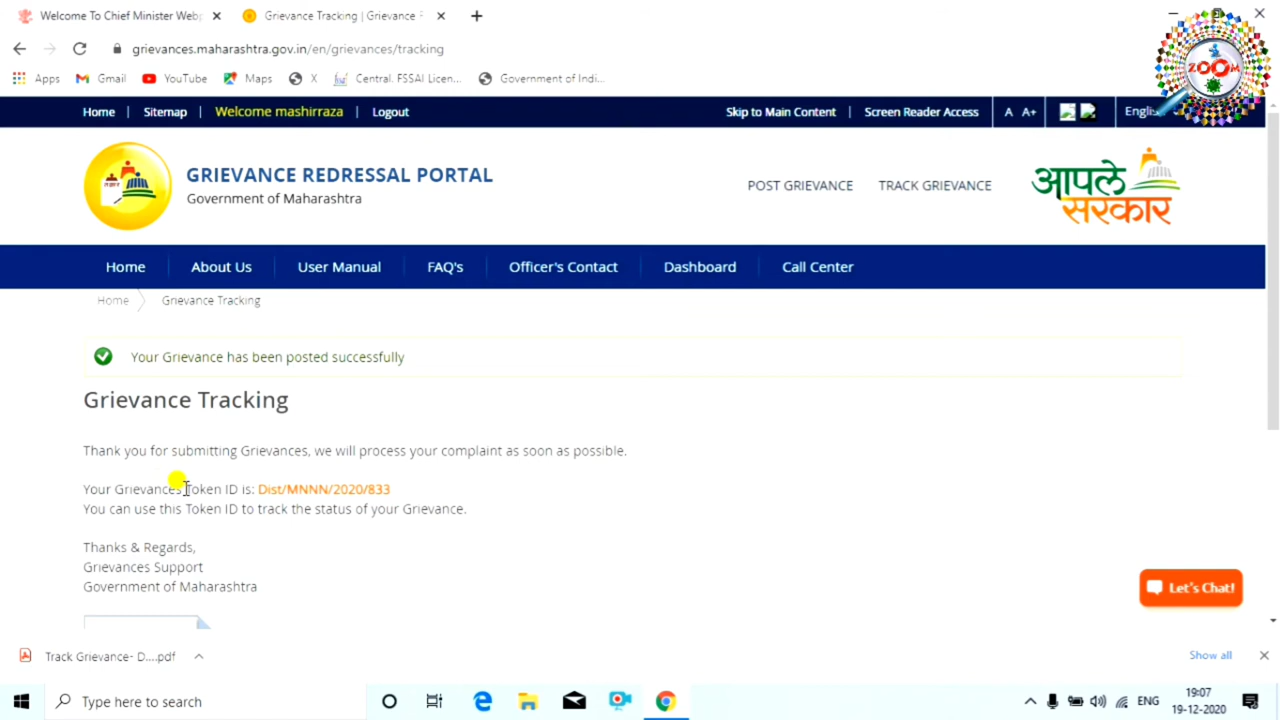 Welcome To Chief Minister Web
Grievance Tracking | Grievance
grievances.maharashtra.gov.in/en/grievances/tracking
Apps Gmail YouTube Maps X Central. FSSAI Licen... Government of Indi...
ZOOM
Home | Sitemap | Welcome mashirraza | Logout
Skip to Main Content | Screen Reader Access A A+ English
GRIEVANCE REDRESSAL PORTAL
Government of Maharashtra
POST GRIEVANCE TRACK GRIEVANCE
आपले
सरकार
Home About Us User Manual FAQ's Officer's Contact Dashboard Call Center
Home Grievance Tracking
Your Grievance has been posted successfully
Grievance Tracking
Thank you for submitting Grievances, we will process your complaint as soon as possible.
Your Grievances Token ID is: Dist/MNNN/2020/833
You can use this Token ID to track the status of your Grievance.
Thanks & Regards,
Grievances Support
Government of Maharashtra
Let's Chat!
Track Grievance- D....pdf
Show all
Type here to search
ENG
19:07
19-12-2020